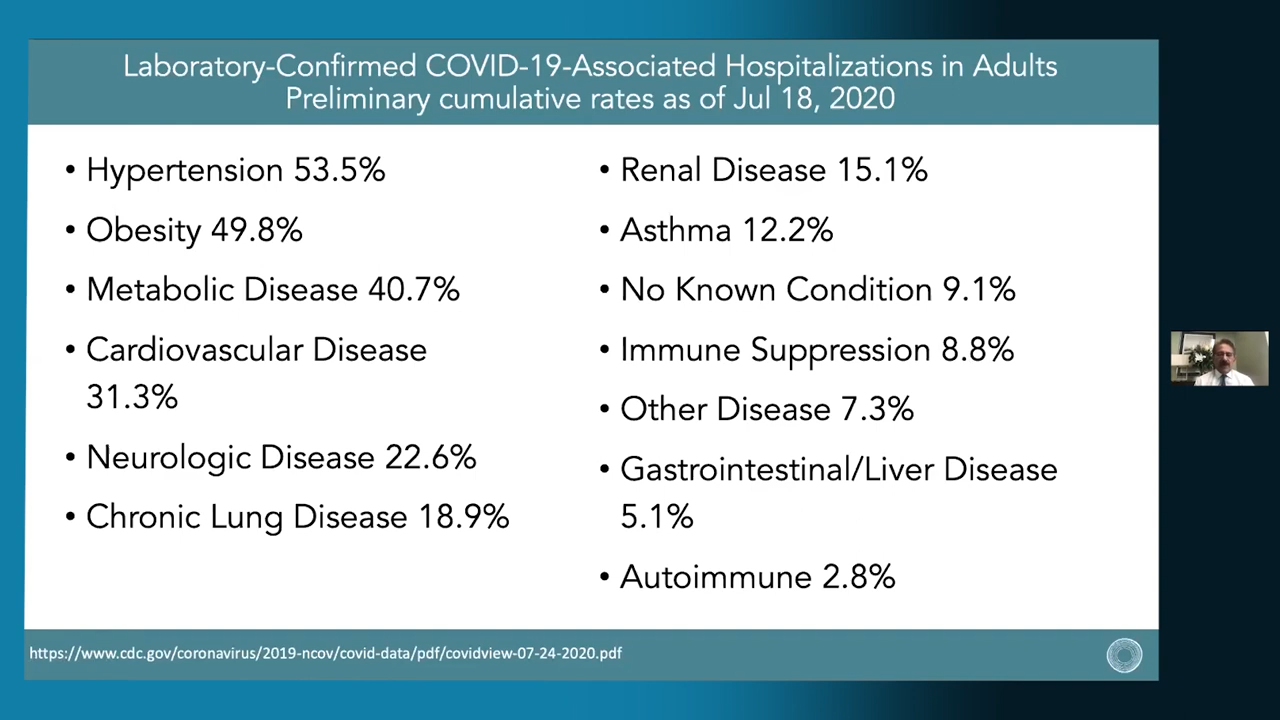 Laboratory-Confirmed COVID-19-Associated Hospitalizations in Adults
Preliminary cumulative rates as of Jul 18, 2020
• Hypertension 53.5%
• Obesity 49.8%
• Metabolic Disease 40.7%
• Cardiovascular Disease
31.3%
• Neurologic Disease 22.6%
• Chronic Lung Disease 18.9%
• Renal Disease 15.1%
• Asthma 12.2%
• No Known Condition 9.1%
• Immune Suppression 8.8%
• Other Disease 7.3%
• Gastrointestinal/Liver Disease
5.1%
• Autoimmune 2.8%
https://www.cdc.gov/coronavirus/2019-ncov/covid-data/pdf/covidview-07-24-2020.pdf